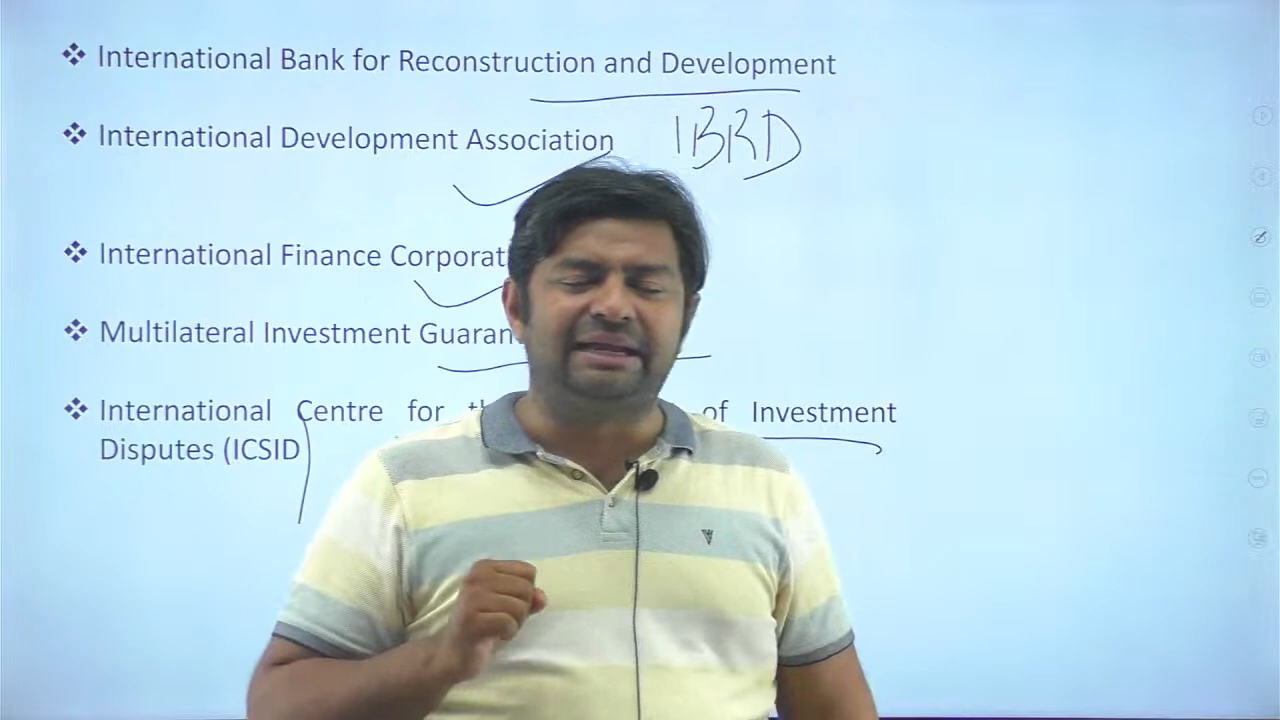 ❖ International Bank for Reconstruction and Development
❖ International Development Association IBRD
❖ International Finance Corporat
❖ Multilateral Investment Guaran
❖ International Centre for th of Investment
Disputes (ICSID